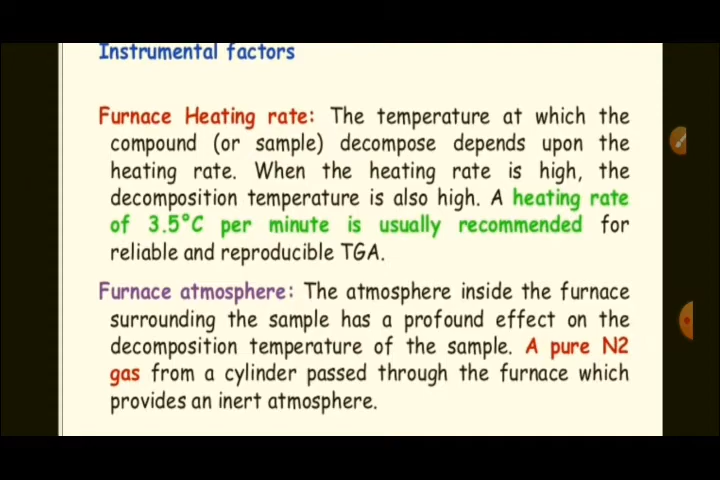 Instrumental factors
Furnace Heating rate: The temperature at which the
compound (or sample) decompose depends upon the
heating rate. When the heating rate is high, the
decomposition temperature is also high. A heating rate
of 3.5°C per minute is usually recommended for
reliable and reproducible TGA.
Furnace atmosphere: The atmosphere inside the furnace
surrounding the sample has a profound effect on the
decomposition temperature of the sample. A pure N2
gas from a cylinder passed through the furnace which
provides an inert atmosphere.